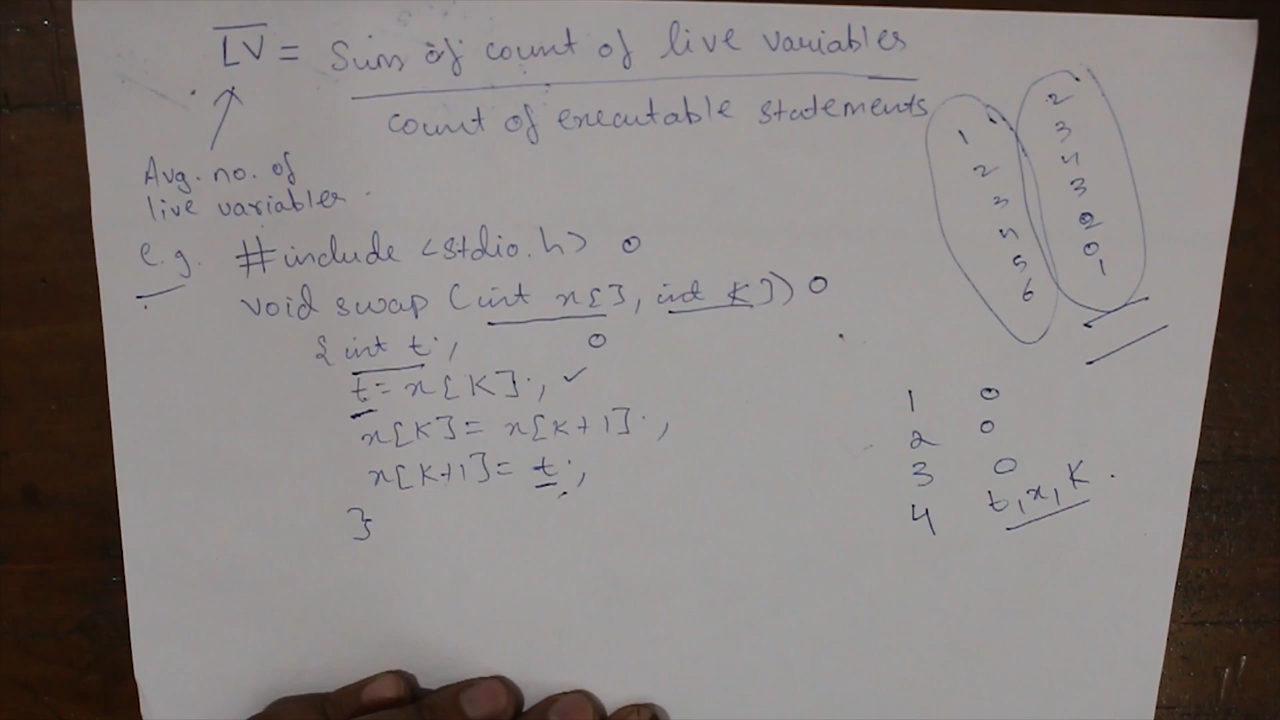 LV = Sum of count of live variables
count of executable statements
Avg. no. of
live variables
e.g. #include <stdio.h> 0
void swap (int x[], int K]) 0
{ int t; 0
t = x[K]; ✓
x[K] = x[K+1];
x[K+1] = t;
}
1
2
3
4
5
6
2
3
4
3
0
1
1 0
2 0
3 0
4 t, x, K.